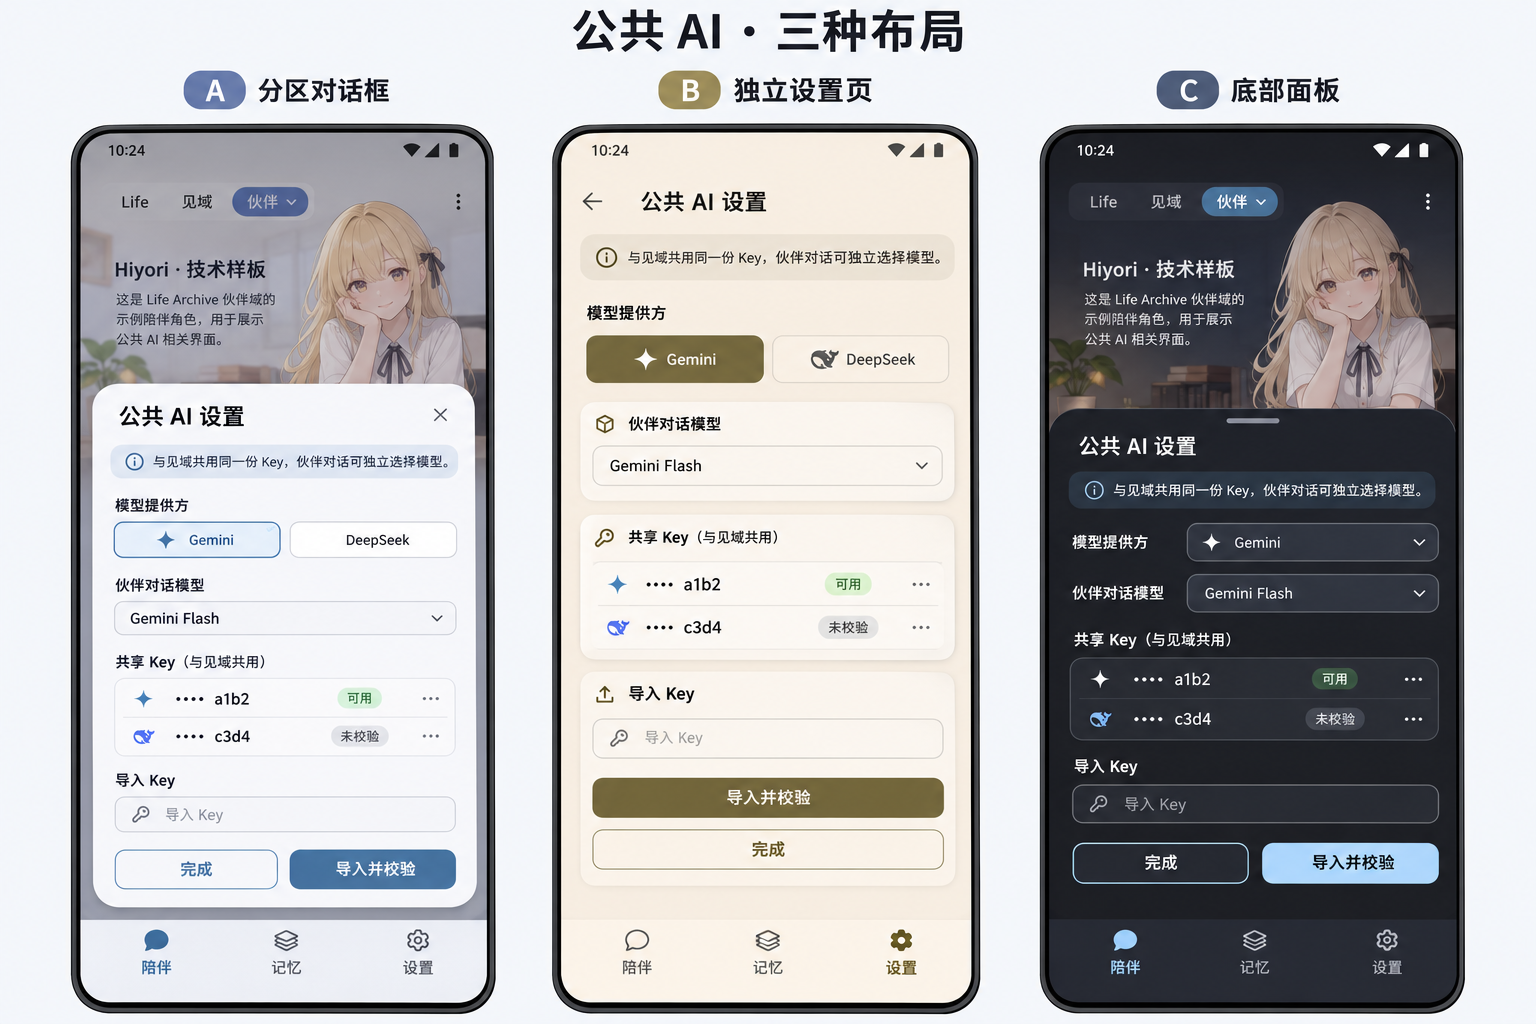 公共 AI · 三种布局
A 分区对话框
10:24
Life 见域 伙伴
Hiyori · 技术样板
这是 Life Archive 伙伴域的
示例陪伴角色，用于展示
公共 AI 相关界面。
公共 AI 设置
与见域共用同一份 Key，伙伴对话可独立选择模型。
模型提供方
Gemini DeepSeek
伙伴对话模型
Gemini Flash
共享 Key（与见域共用）
•••• a1b2 可用
•••• c3d4 未校验
导入 Key
导入 Key
完成 导入并校验
陪伴 记忆 设置
B 独立设置页
10:24
公共 AI 设置
与见域共用同一份 Key，伙伴对话可独立选择模型。
模型提供方
Gemini DeepSeek
伙伴对话模型
Gemini Flash
共享 Key（与见域共用）
•••• a1b2 可用
•••• c3d4 未校验
导入 Key
导入 Key
导入并校验
完成
陪伴 记忆 设置
C 底部面板
10:24
Life 见域 伙伴
Hiyori · 技术样板
这是 Life Archive 伙伴域的
示例陪伴角色，用于展示
公共 AI 相关界面。
公共 AI 设置
与见域共用同一份 Key，伙伴对话可独立选择模型。
模型提供方 Gemini
伙伴对话模型 Gemini Flash
共享 Key（与见域共用）
•••• a1b2 可用
•••• c3d4 未校验
导入 Key
导入 Key
完成 导入并校验
陪伴 记忆 设置